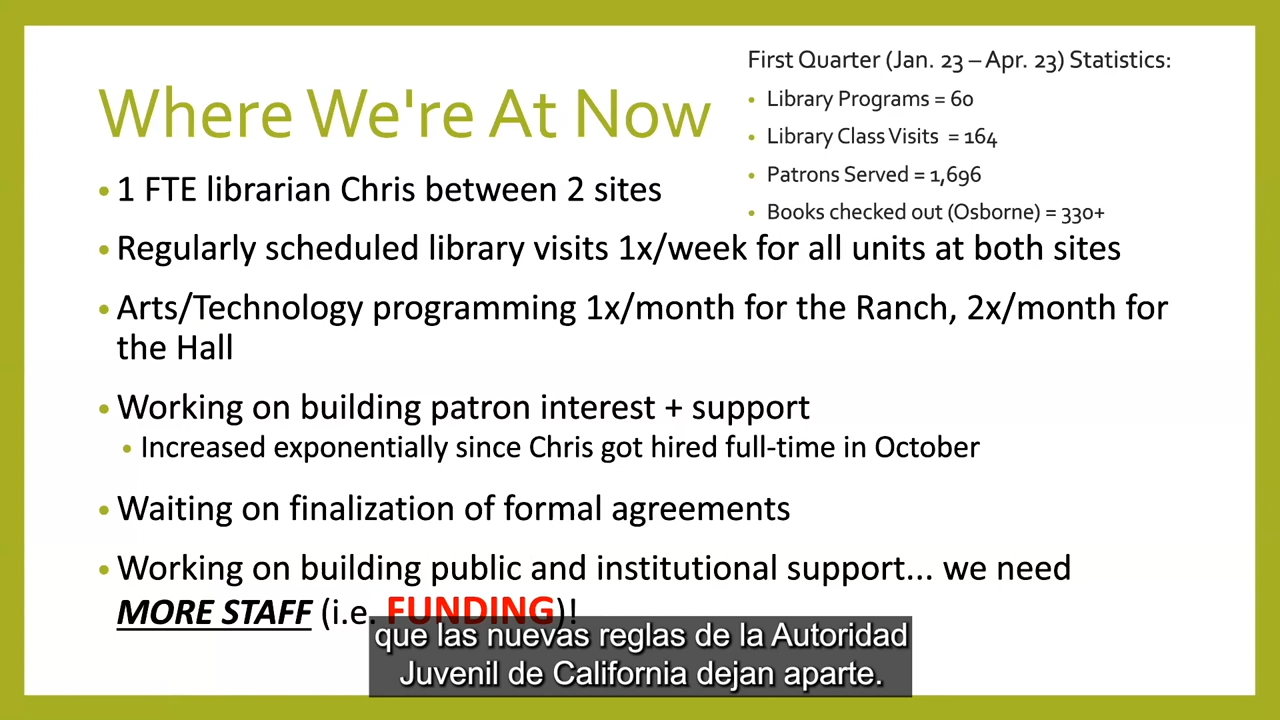 Where We're At Now
First Quarter (Jan. 23 – Apr. 23) Statistics:
• Library Programs = 60
• Library Class Visits = 164
• Patrons Served = 1,696
• Books checked out (Osborne) = 330+
• 1 FTE librarian Chris between 2 sites
• Regularly scheduled library visits 1x/week for all units at both sites
• Arts/Technology programming 1x/month for the Ranch, 2x/month for
the Hall
• Working on building patron interest + support
• Increased exponentially since Chris got hired full-time in October
• Waiting on finalization of formal agreements
• Working on building public and institutional support... we need
MORE STAFF (i.e. FUNDING)!
que las nuevas reglas de la Autoridad
Juvenil de California dejan aparte.